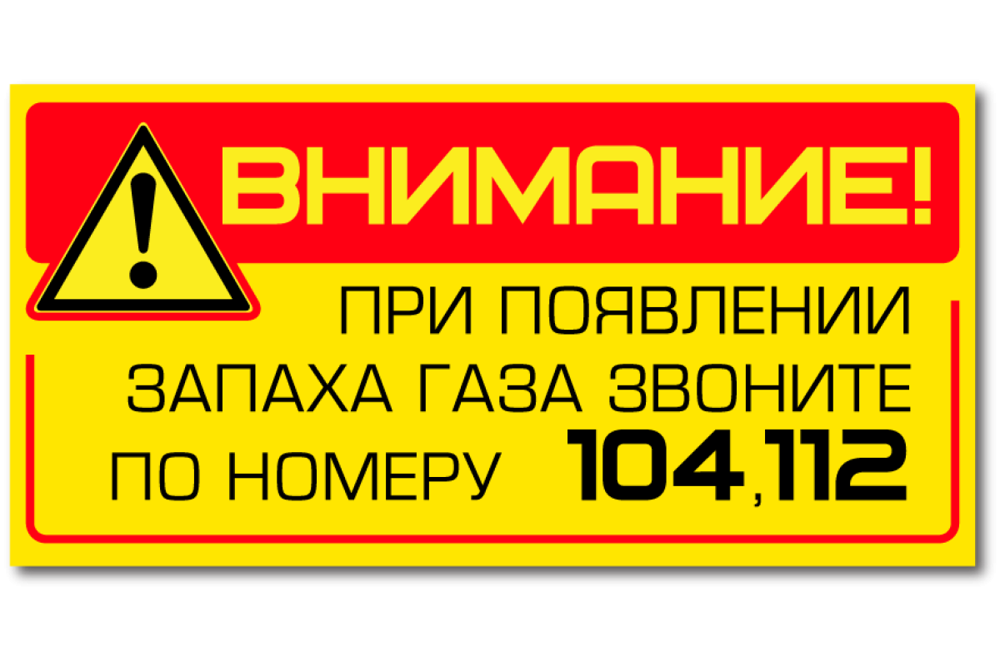 ВНИМАНИЕ!
ПРИ ПОЯВЛЕНИИ
ЗАПАХА ГАЗА ЗВОНИТЕ
ПО НОМЕРУ 104,112